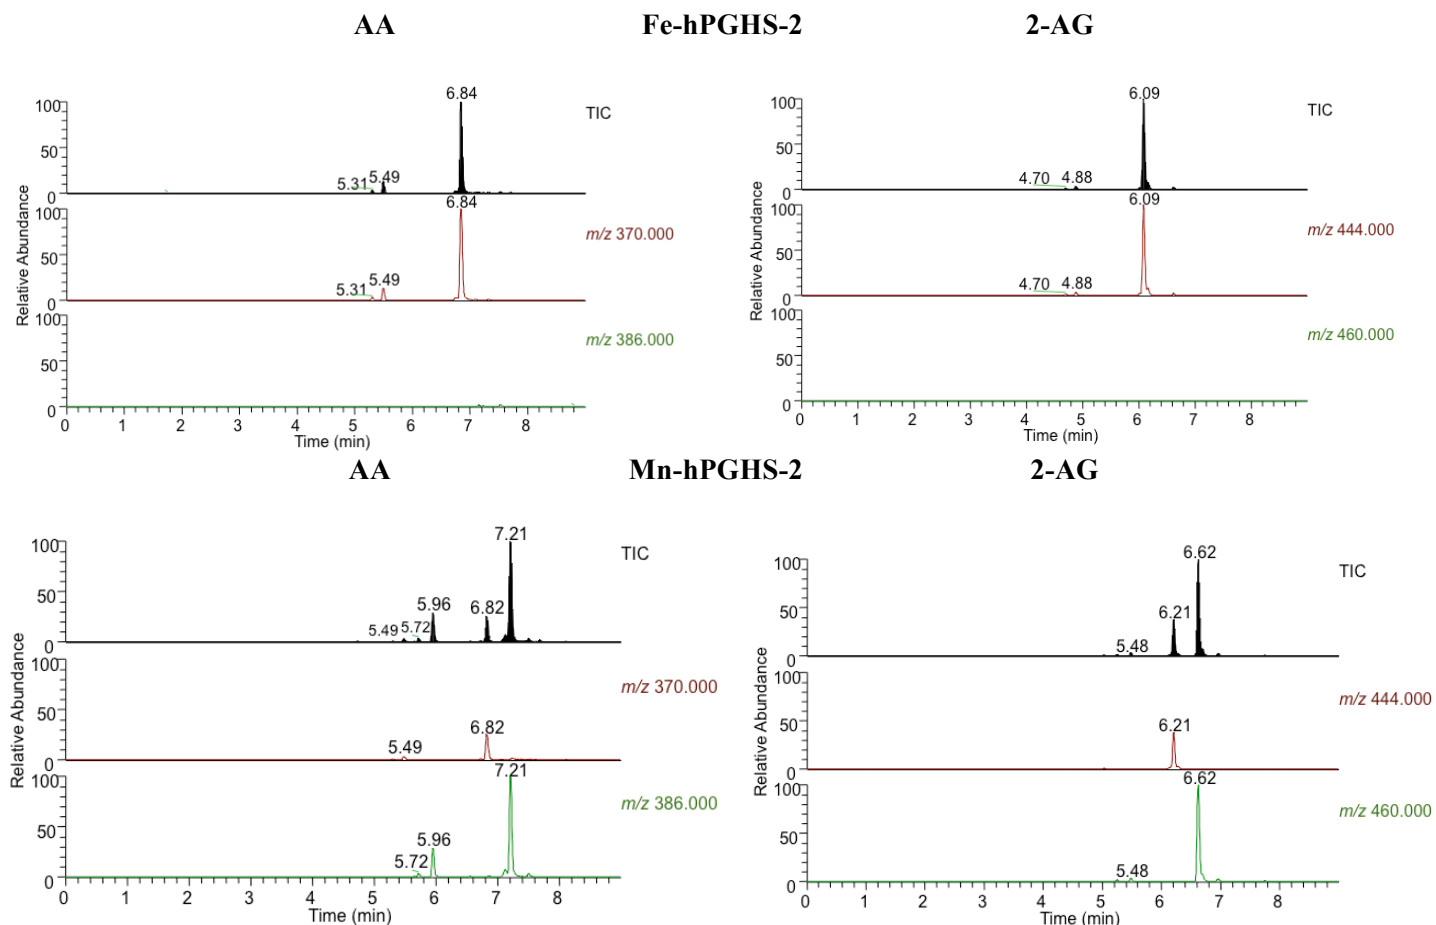 AA Fe-hPGHS-2 2-AG
Relative Abundance
100
50
0
5.31 5.49 6.84
TIC
100
50
0
5.31 5.49 6.84
m/z 370.000
100
50
0
m/z 386.000
0 1 2 3 4 5 6 7 8
Time (min)
Relative Abundance
100
50
0
4.70 4.88 6.09
TIC
100
50
0
4.70 4.88 6.09
m/z 444.000
100
50
0
m/z 460.000
0 1 2 3 4 5 6 7 8
Time (min)
AA Mn-hPGHS-2 2-AG
Relative Abundance
100
50
0
5.49 5.72 5.96 6.82 7.21
TIC
100
50
0
5.49 6.82
m/z 370.000
100
50
0
5.72 5.96 7.21
m/z 386.000
0 1 2 3 4 5 6 7 8
Time (min)
Relative Abundance
100
50
0
5.48 6.21 6.62
TIC
100
50
0
6.21
m/z 444.000
100
50
0
5.48 6.62
m/z 460.000
0 1 2 3 4 5 6 7 8
Time (min)